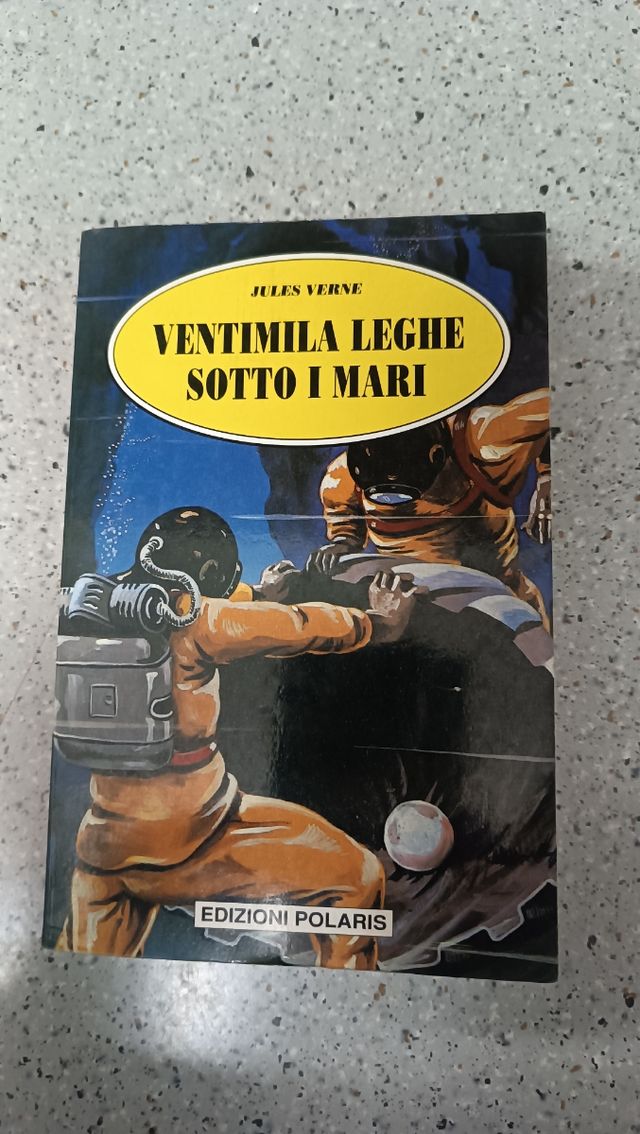 JULES VERNE
VENTIMILA LEGHE
SOTTO I MARI
EDIZIONI POLARIS